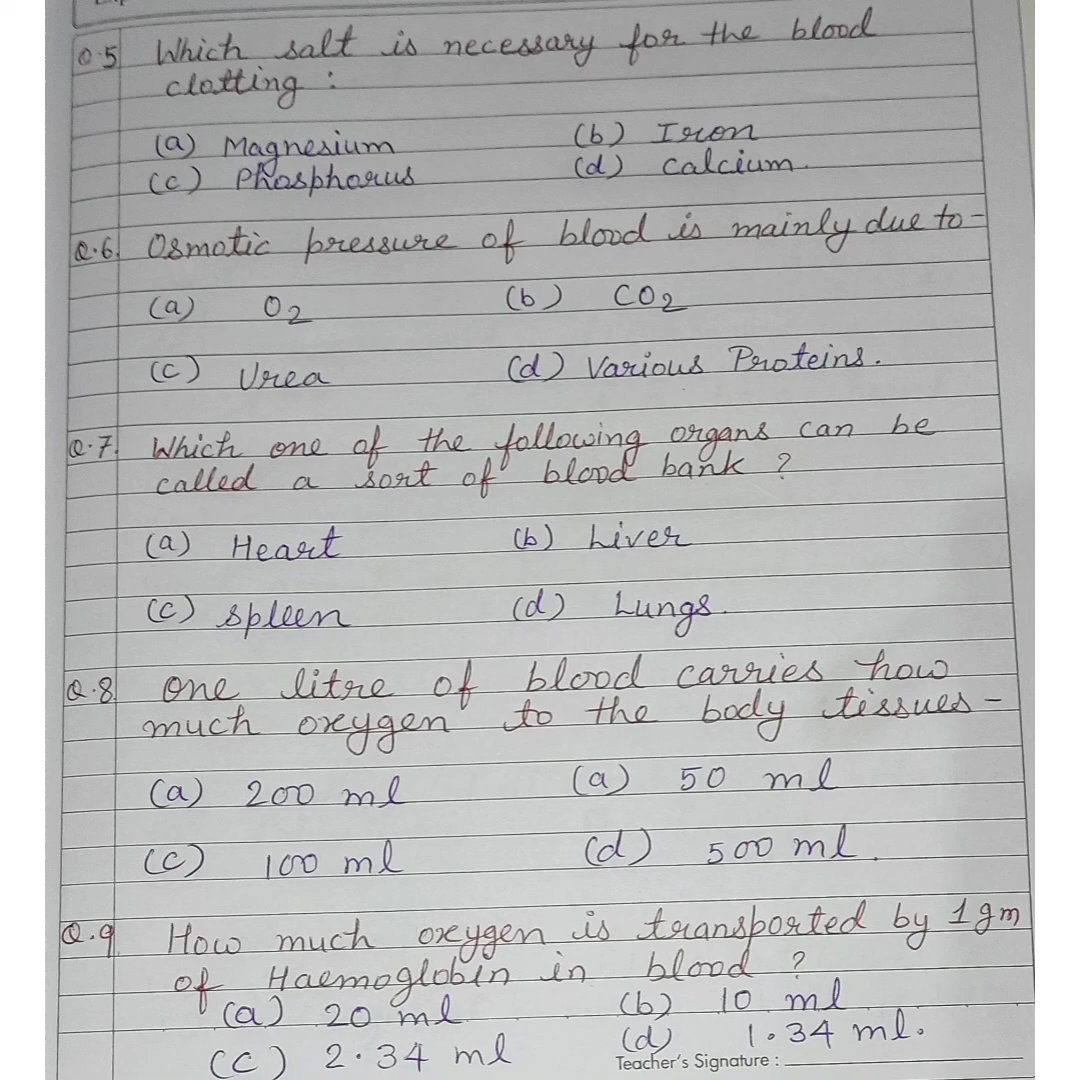 Q.5 Which salt is necessary for the blood
clotting :
(a) Magnesium (b) Iron
(c) Phosphorus (d) Calcium.
Q.6. Osmotic pressure of blood is mainly due to -
(a) O2 (b) CO2
(c) Urea (d) Various Proteins.
Q.7. Which one of the following organs can be
called a sort of blood bank ?
(a) Heart (b) Liver
(c) Spleen (d) Lungs.
Q.8. One litre of blood carries how
much oxygen to the body tissues -
(a) 200 ml (a) 50 ml
(c) 100 ml (d) 500 ml.
Q.9. How much oxygen is transported by 1gm
of Haemoglobin in blood ?
(a) 20 ml (b) 10 ml
(c) 2.34 ml (d) 1.34 ml.
Teacher's Signature :